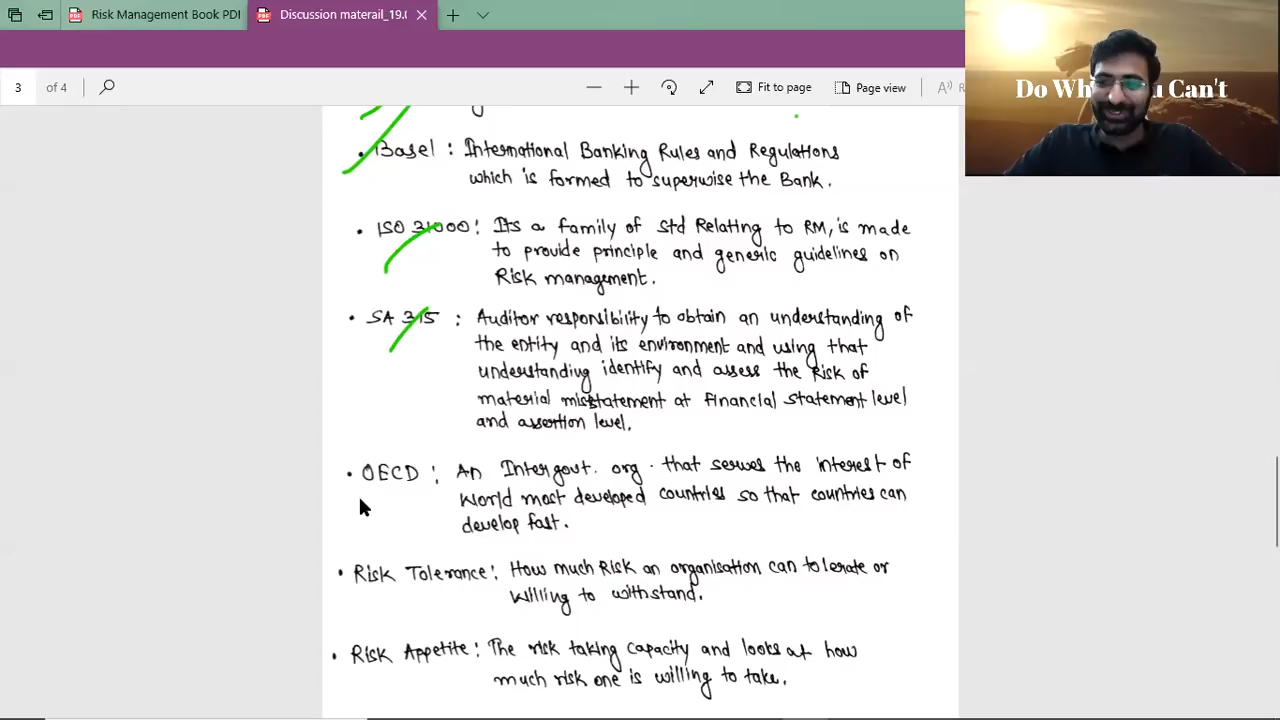 Risk Management Book PDI
Discussion materail_19.0
3 of 4
Fit to page
Page view
Do Wh u Can't
• Basel : International Banking Rules and Regulations
which is formed to superwise the Bank.
• ISO 31000 : Its a family of std Relating to RM, is made
to provide principle and generic guidelines on
Risk management.
• SA 315 : Auditor responsibility to obtain an understanding of
the entity and its environment and using that
understanding identify and assess the Risk of
material misstatement at financial statement level
and assertion level.
• OECD : An Intergovt. org. that serves the interest of
World most developed countries so that countries can
develop fast.
• Risk Tolerance : How much Risk an organisation can tolerate or
willing to withstand.
• Risk Appetite : The risk taking capacity and looks at how
much risk one is willing to take.